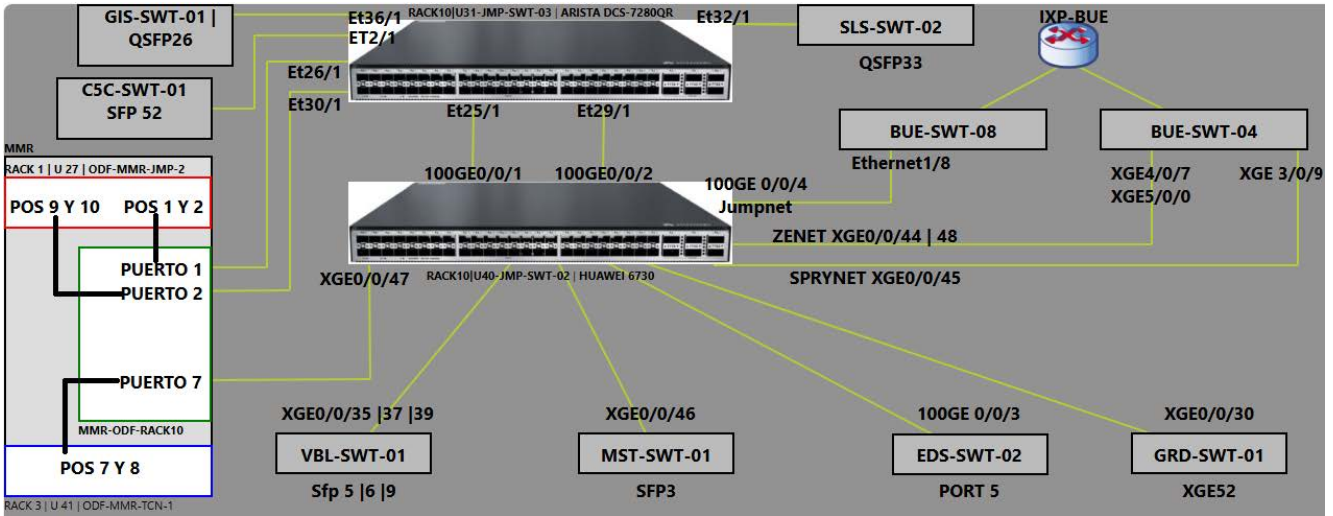 GIS-SWT-01 |
QSFP26
Et36/1
RACK10|U31-JMP-SWT-03 | ARISTA DCS-7280QR
Et32/1
ET2/1
SLS-SWT-02
QSFP33
IXP-BUE
C5C-SWT-01
SFP 52
Et26/1
Et30/1
Et25/1
Et29/1
BUE-SWT-08
BUE-SWT-04
MMR
RACK 1 | U 27 | ODF-MMR-JMP-2
Ethernet1/8
100GE0/0/1
100GE0/0/2
100GE 0/0/4
Jumpnet
XGE4/0/7
XGE5/0/0
XGE 3/0/9
POS 9 Y 10
POS 1 Y 2
ZENET XGE0/0/44 | 48
PUERTO 1
PUERTO 2
XGE0/0/47
RACK10|U40-JMP-SWT-02 | HUAWEI 6730
SPRYNET XGE0/0/45
PUERTO 7
MMR-ODF-RACK10
XGE0/0/35 |37 |39
XGE0/0/46
100GE 0/0/3
XGE0/0/30
VBL-SWT-01
MST-SWT-01
EDS-SWT-02
GRD-SWT-01
POS 7 Y 8
Sfp 5 |6 |9
SFP3
PORT 5
XGE52
RACK 3 | U 41 | ODF-MMR-TCN-1